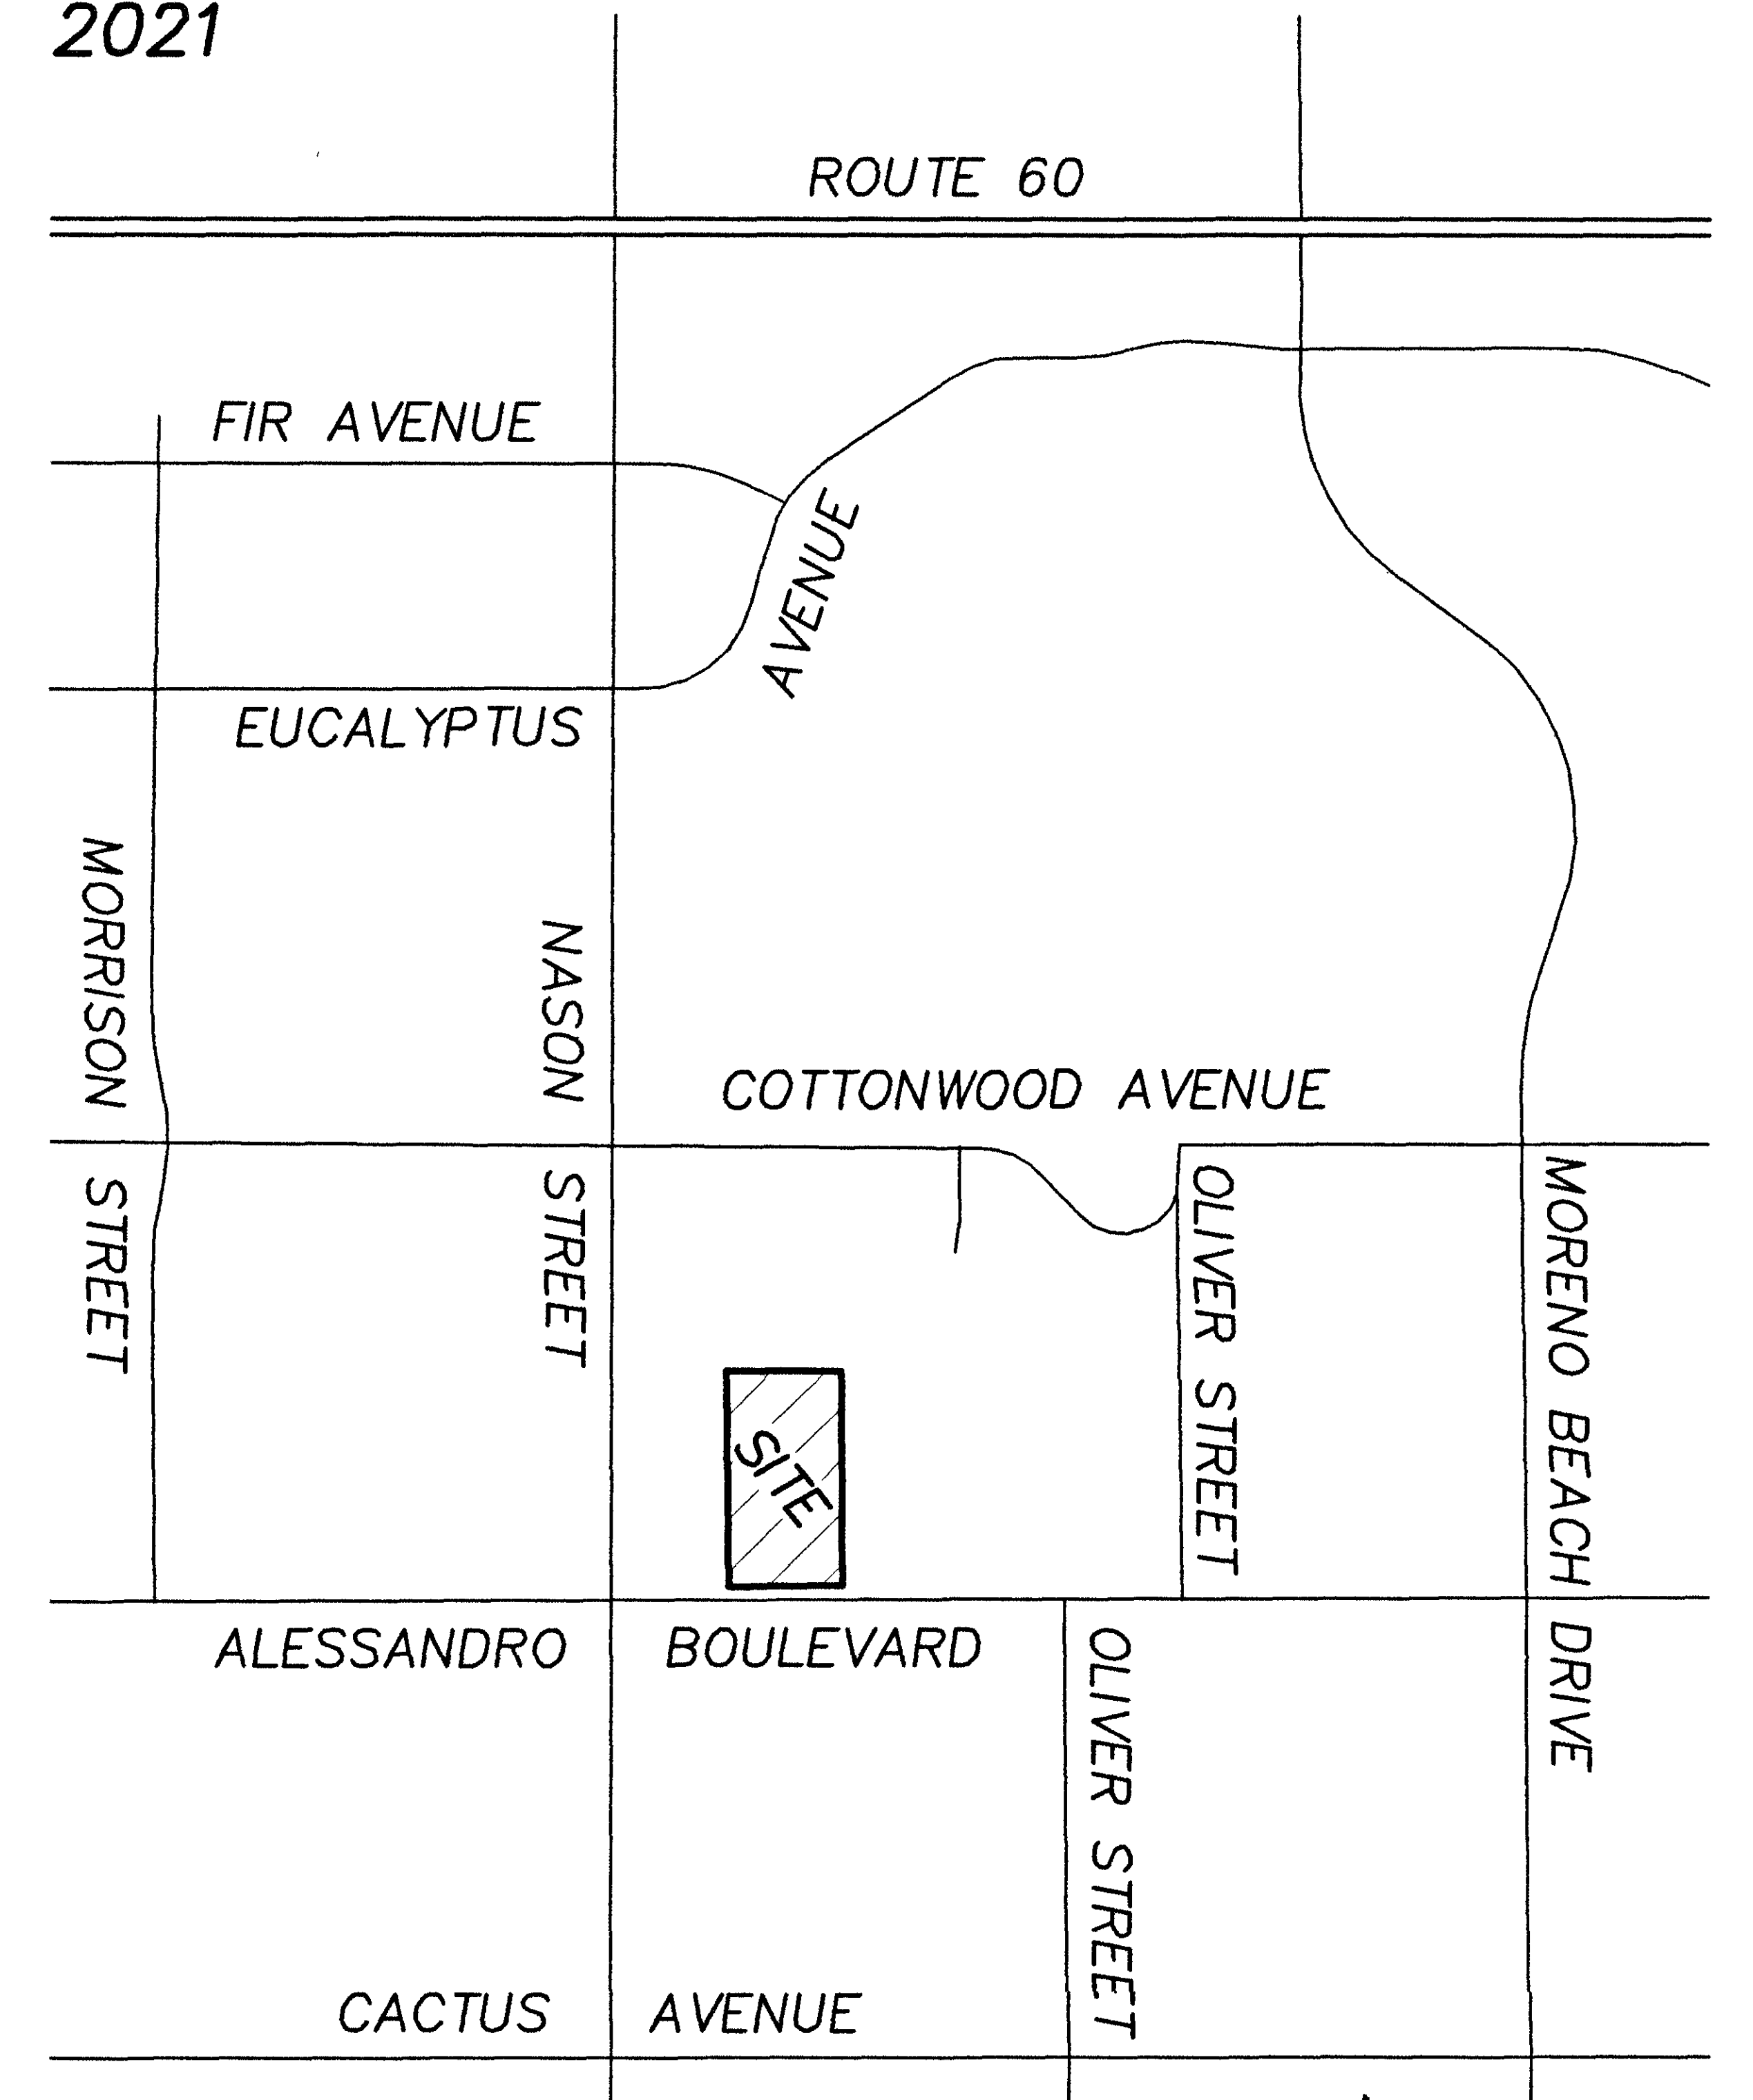 2021
ROUTE 60
FIR AVENUE
EUCALYPTUS AVENUE
MORRISON STREET
NASON STREET
COTTONWOOD AVENUE
OLIVER STREET
MORENO BEACH DRIVE
SITE
ALESSANDRO BOULEVARD
OLIVER STREET
CACTUS AVENUE